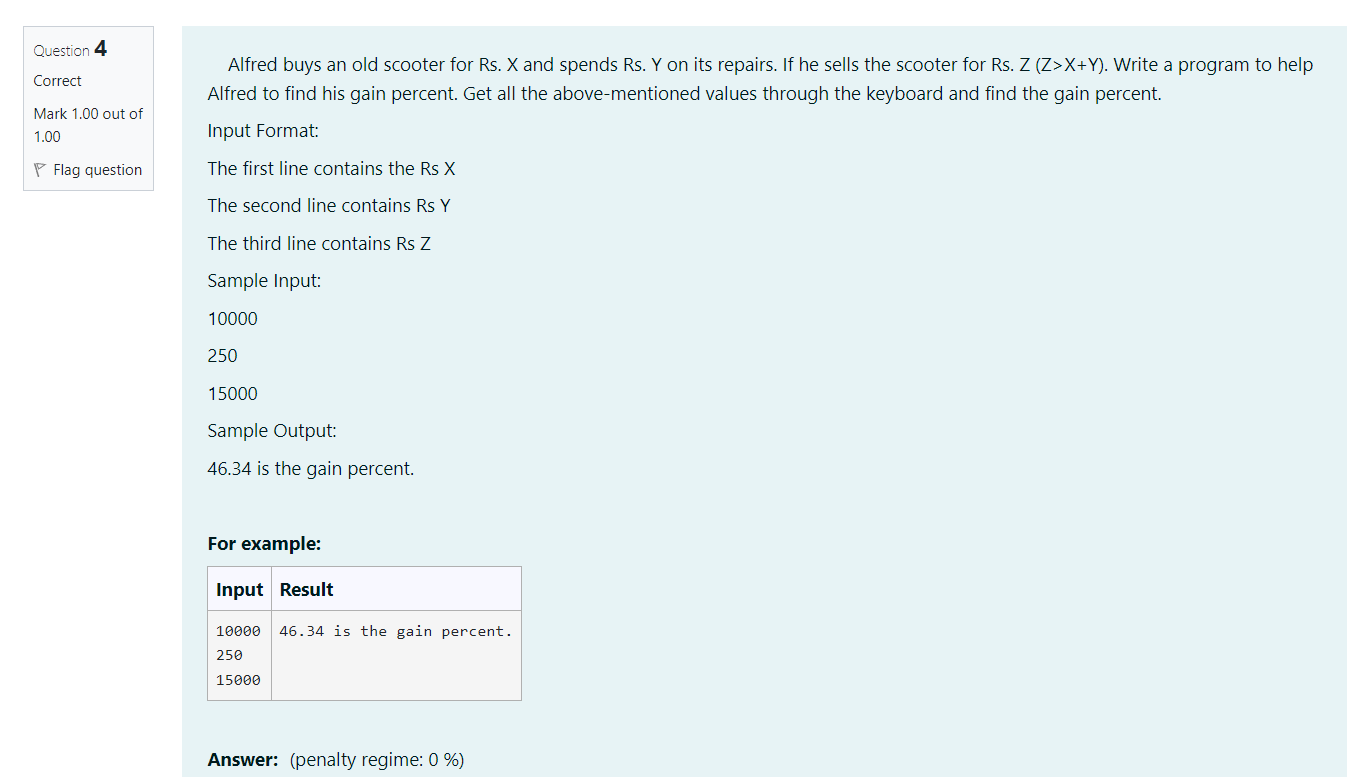 Question 4
Correct
Mark 1.00 out of
1.00
Flag question
Alfred buys an old scooter for Rs. X and spends Rs. Y on its repairs. If he sells the scooter for Rs. Z (Z>X+Y). Write a program to help
Alfred to find his gain percent. Get all the above-mentioned values through the keyboard and find the gain percent.
Input Format:
The first line contains the Rs X
The second line contains Rs Y
The third line contains Rs Z
Sample Input:
10000
250
15000
Sample Output:
46.34 is the gain percent.
For example:
Input Result
10000 46.34 is the gain percent.
250
15000
Answer: (penalty regime: 0 %)